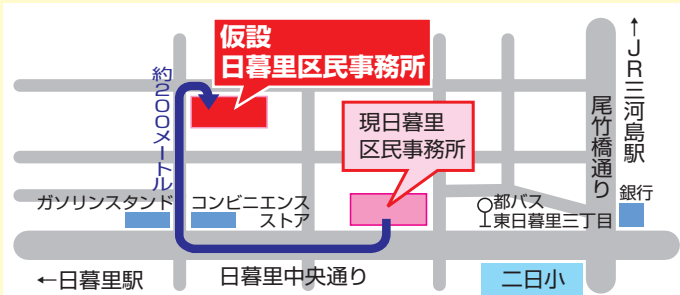 仮設
日暮里区民事務所
約200メートル
現日暮里
区民事務所
↑JR三河島駅
尾竹橋通り
ガソリンスタンド
コンビニエンス
ストア
都バス
東日暮里三丁目
銀行
←日暮里駅
日暮里中央通り
二日小